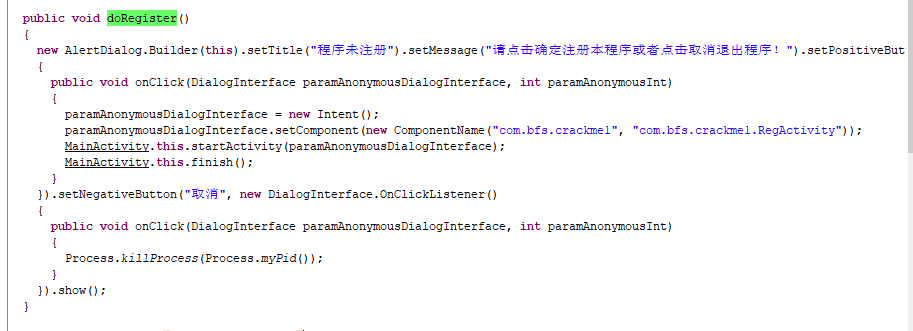 public void doRegister()
{
new AlertDialog.Builder(this).setTitle("程序未注册").setMessage("请点击确定注册本程序或者点击取消退出程序！").setPositiveBut
{
public void onClick(DialogInterface paramAnonymousDialogInterface, int paramAnonymousInt)
{
paramAnonymousDialogInterface = new Intent();
paramAnonymousDialogInterface.setComponent(new ComponentName("com.bfs.crackme1", "com.bfs.crackme1.RegActivity"));
MainActivity.this.startActivity(paramAnonymousDialogInterface);
MainActivity.this.finish();
}
}).setNegativeButton("取消", new DialogInterface.OnClickListener()
{
public void onClick(DialogInterface paramAnonymousDialogInterface, int paramAnonymousInt)
{
Process.killProcess(Process.myPid());
}
}).show();
}